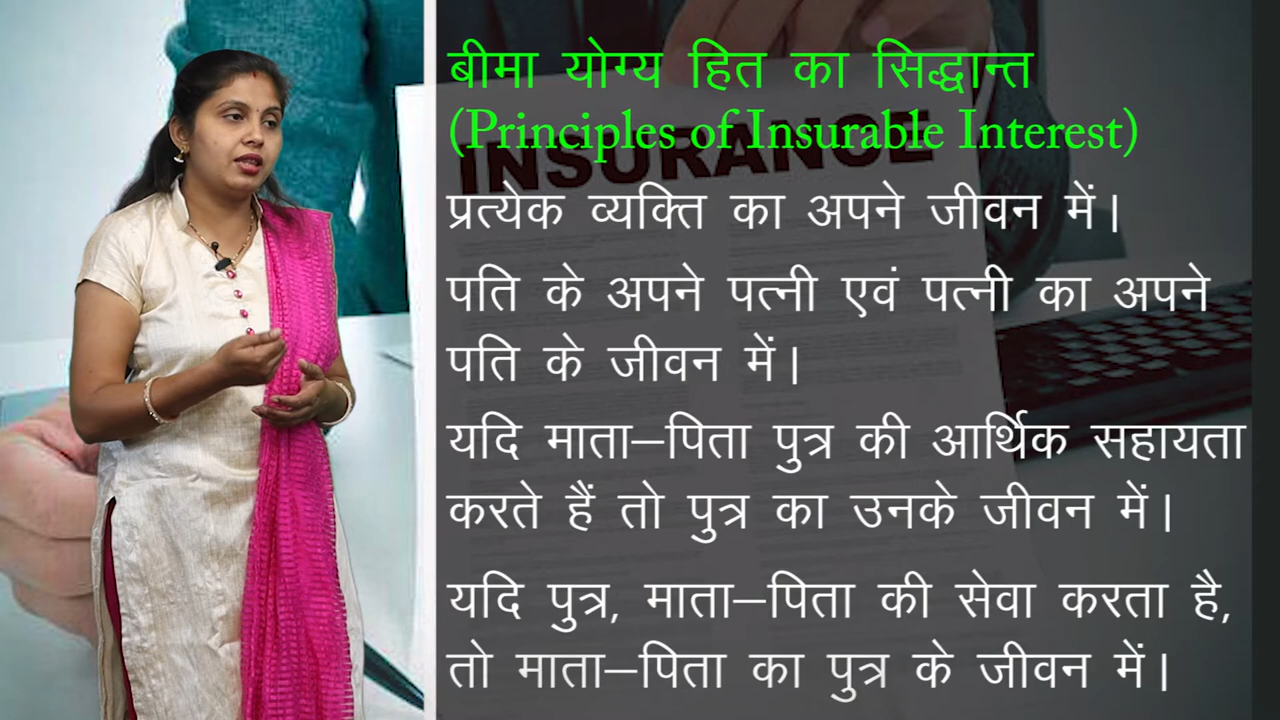 बीमा योग्य हित का सिद्धान्त
(Principles of Insurable Interest)
INSURANCE
प्रत्येक व्यक्ति का अपने जीवन में।
पति के अपने पत्नी एवं पत्नी का अपने
पति के जीवन में।
यदि माता–पिता पुत्र की आर्थिक सहायता
करते हैं तो पुत्र का उनके जीवन में।
यदि पुत्र, माता–पिता की सेवा करता है,
तो माता–पिता का पुत्र के जीवन में।